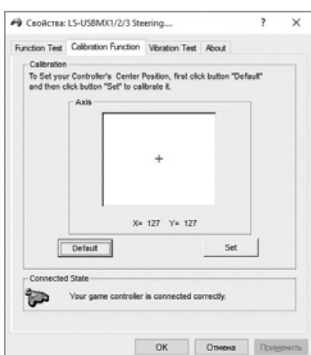 Свойства: LS-USBMX1/2/3 Steering....
?
Function Test
Calibration Function
Vibration Test
About
Calibration
To Set your Controller's Center Position, first click button "Default"
and then click button "Set" to calibrate it.
Axis
X= 127 Y= 127
Default
Set
Connected State
Your game controller is connected correctly.
OK
Отмена
Применить